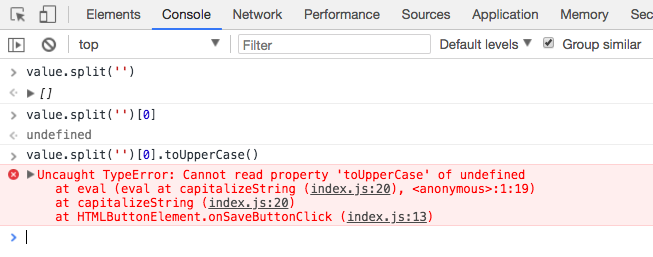 Elements Console Network Performance Sources Application Memory Sec
top Filter Default levels ▼ Group similar
> value.split('')
<· ▶ []
> value.split('')[0]
<· undefined
> value.split('')[0].toUpperCase()
▶Uncaught TypeError: Cannot read property 'toUpperCase' of undefined
at eval (eval at capitalizeString (index.js:20), <anonymous>:1:19)
at capitalizeString (index.js:20)
at HTMLButtonElement.onSaveButtonClick (index.js:13)
>